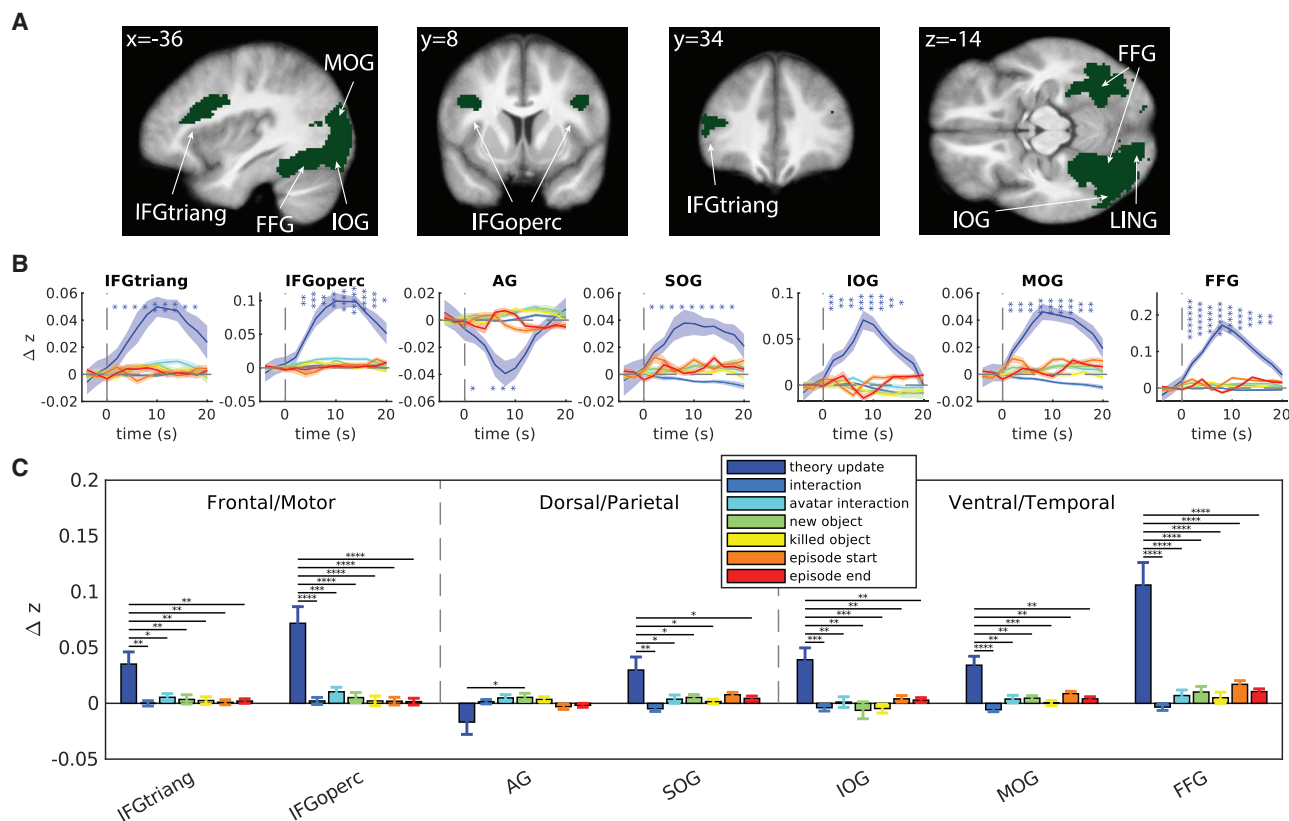 A
x=-36
MOG
IFGtriang
FFG
IOG
y=8
IFGoperc
y=34
IFGtriang
z=-14
FFG
IOG
LING
B
IFGtriang
IFGoperc
AG
SOG
IOG
MOG
FFG
Δ z
0.06
0.04
0.02
0
-0.02
0
10
20
time (s)
0.1
0.05
0
-0.05
0
10
20
time (s)
0.02
0
-0.02
-0.04
-0.06
0
10
20
time (s)
0.06
0.04
0.02
0
-0.02
0
10
20
time (s)
0.1
0.05
0
0
10
20
time (s)
0.06
0.04
0.02
0
-0.02
0
10
20
time (s)
0.2
0.1
0
0
10
20
time (s)
C
Δ z
0.2
0.15
0.1
0.05
0
-0.05
Frontal/Motor
Dorsal/Parietal
Ventral/Temporal
theory update
interaction
avatar interaction
new object
killed object
episode start
episode end
**
**
**
**
*
**
****
****
****
****
***
****
*
*
*
*
*
*
**
**
**
***
**
**
***
**
**
***
**
**
****
****
****
****
****
****
****
IFGtriang
IFGoperc
AG
SOG
IOG
MOG
FFG